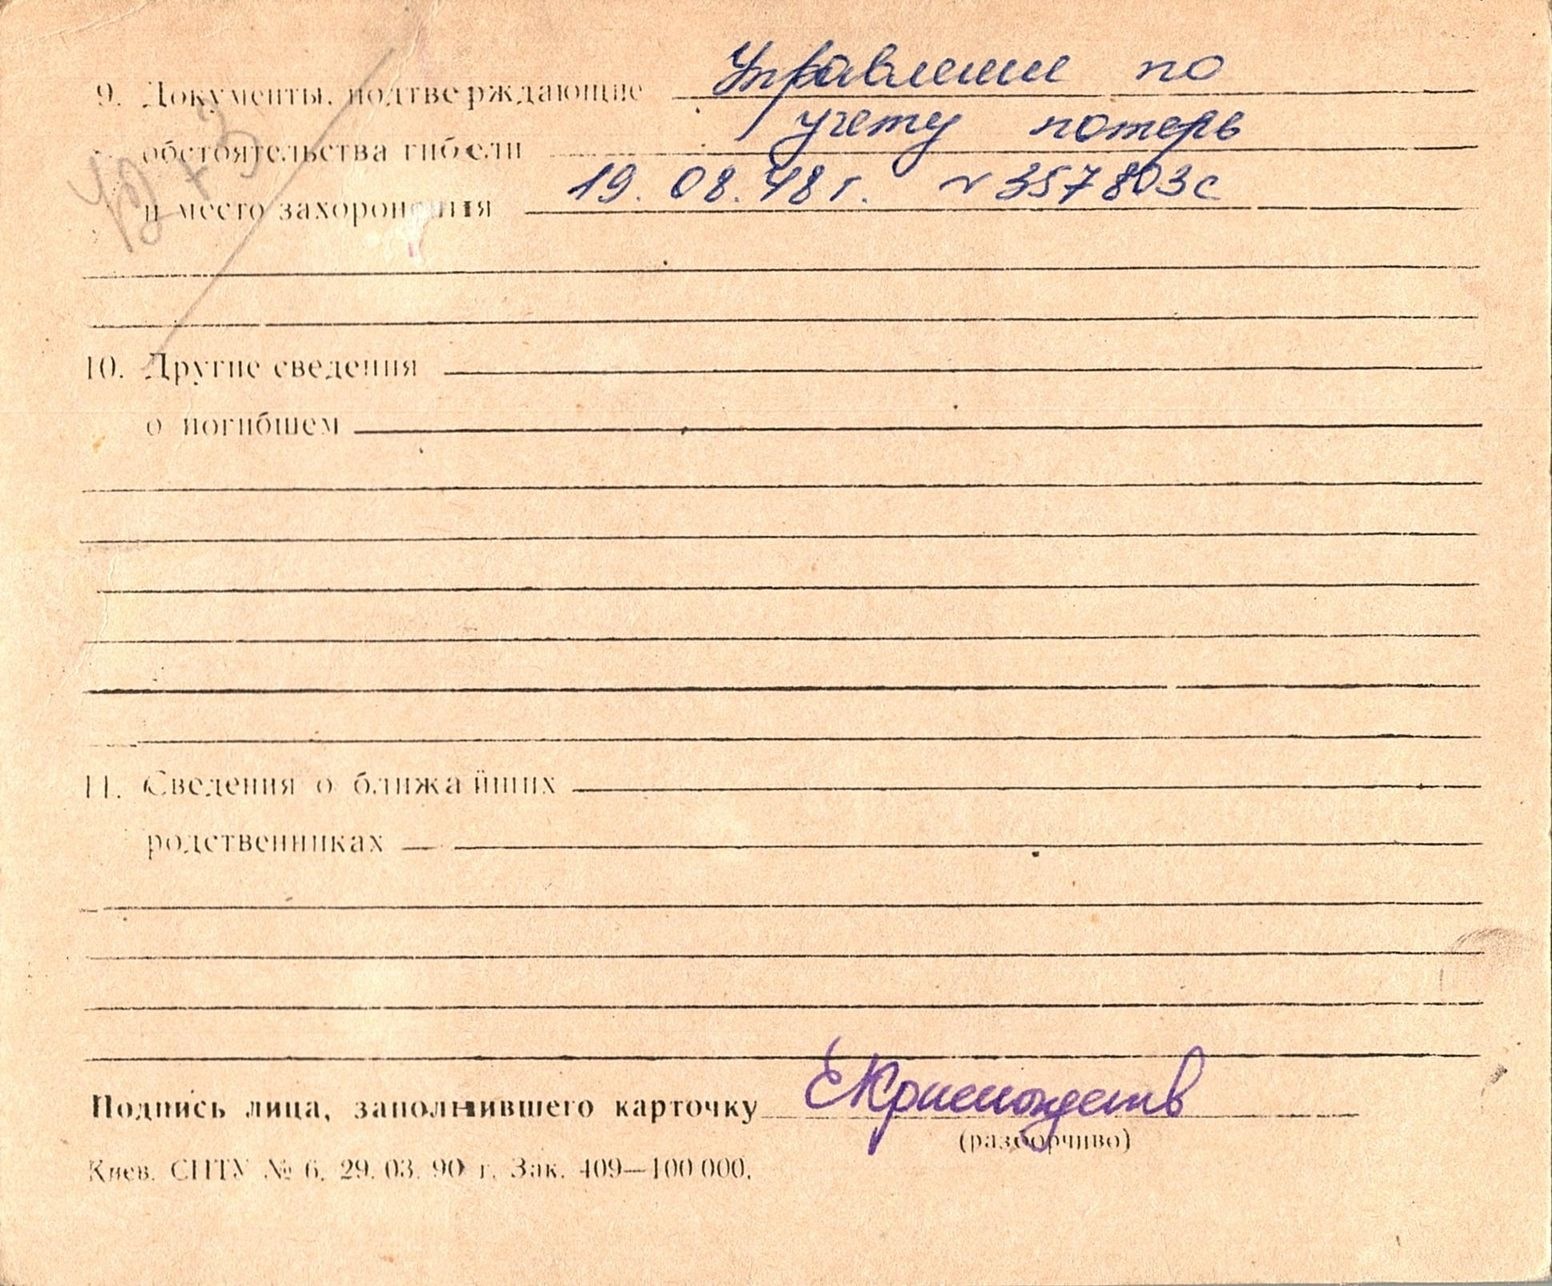 9. Документы, подтверждающие Управление по
обстоятельства гибели учету потерь
и место захоронения 19.08.48 г. № 357803с
10. Другие сведения
о погибшем
11. Сведения о ближайших
родственниках
Подпись лица, заполнившего карточку
(разборчиво)
Киев. СПТУ № 6. 29. 03. 90 г. Зак. 409—100 000.